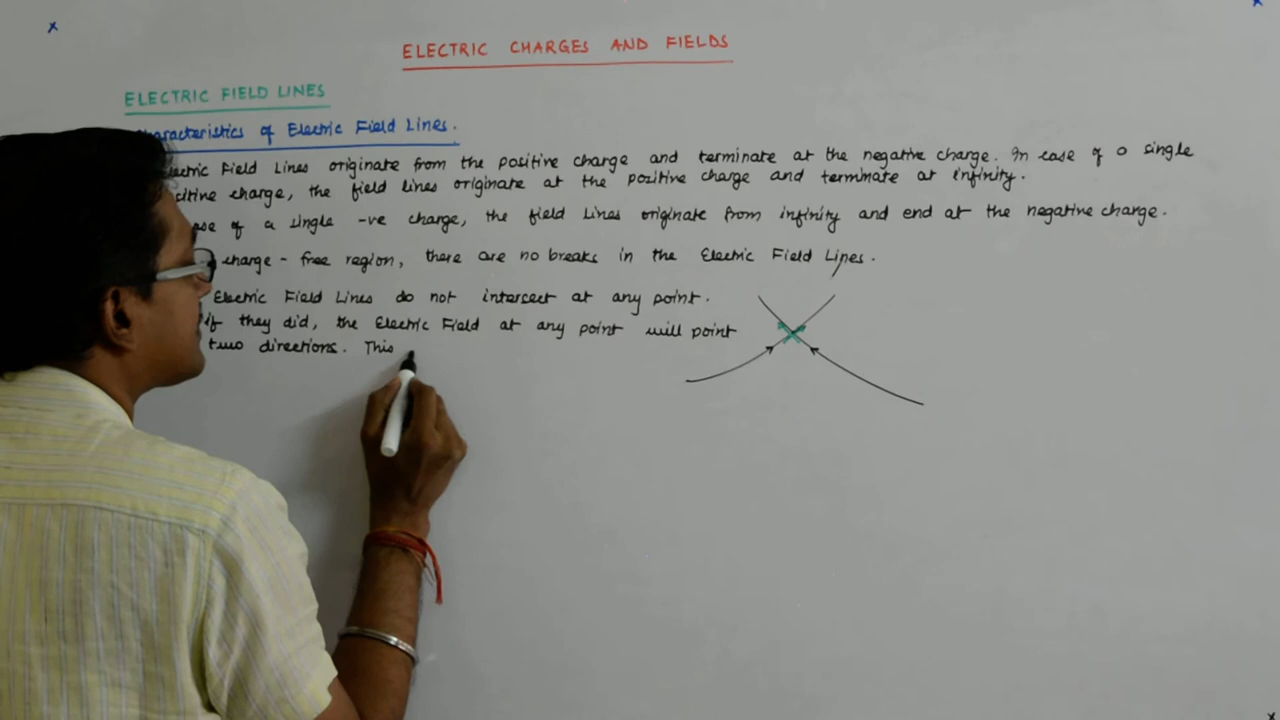 ELECTRIC CHARGES AND FIELDS
ELECTRIC FIELD LINES
Characteristics of Electric Field Lines.
Field Lines originate from the positive charge and terminate at the negative charge. In case of a single
charge, the field lines originate at the positive charge and terminate at infinity.
of a single -ve charge, the field lines originate from infinity and end at the negative charge.
charge - free region, there are no breaks in the Electric Field Lines.
Electric Field Lines do not intersect at any point.
if they did, the Electric Field at any point will point
two directions. This